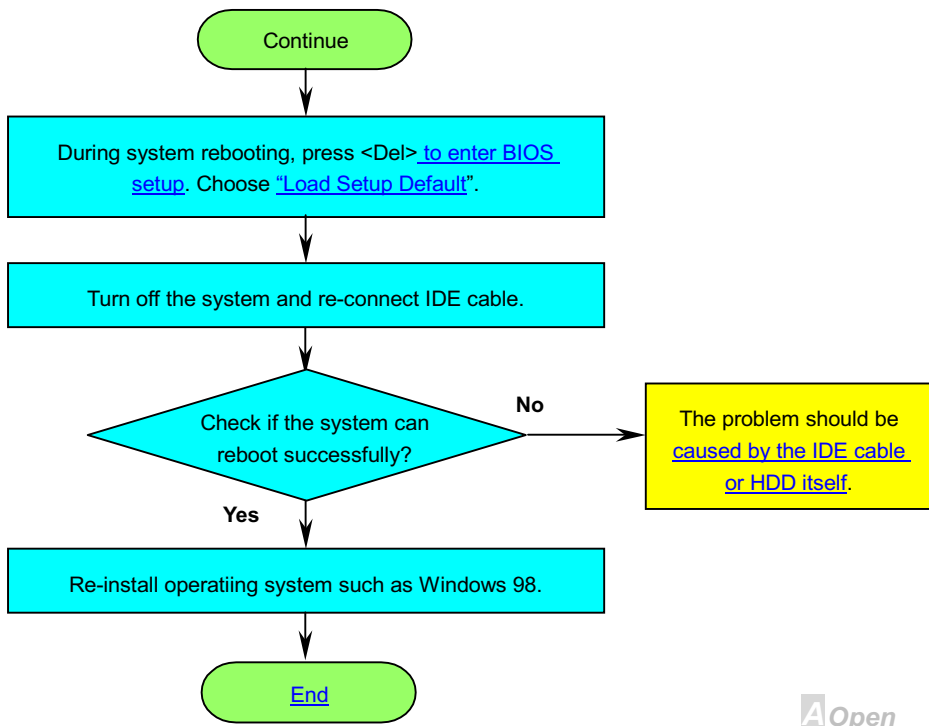 Continue
During system rebooting, press <Del> to enter BIOS
setup. Choose “Load Setup Default”.
Turn off the system and re-connect IDE cable.
Check if the system can
reboot successfully?
No
The problem should be
caused by the IDE cable
or HDD itself.
Yes
Re-install operatiing system such as Windows 98.
End
AOpen